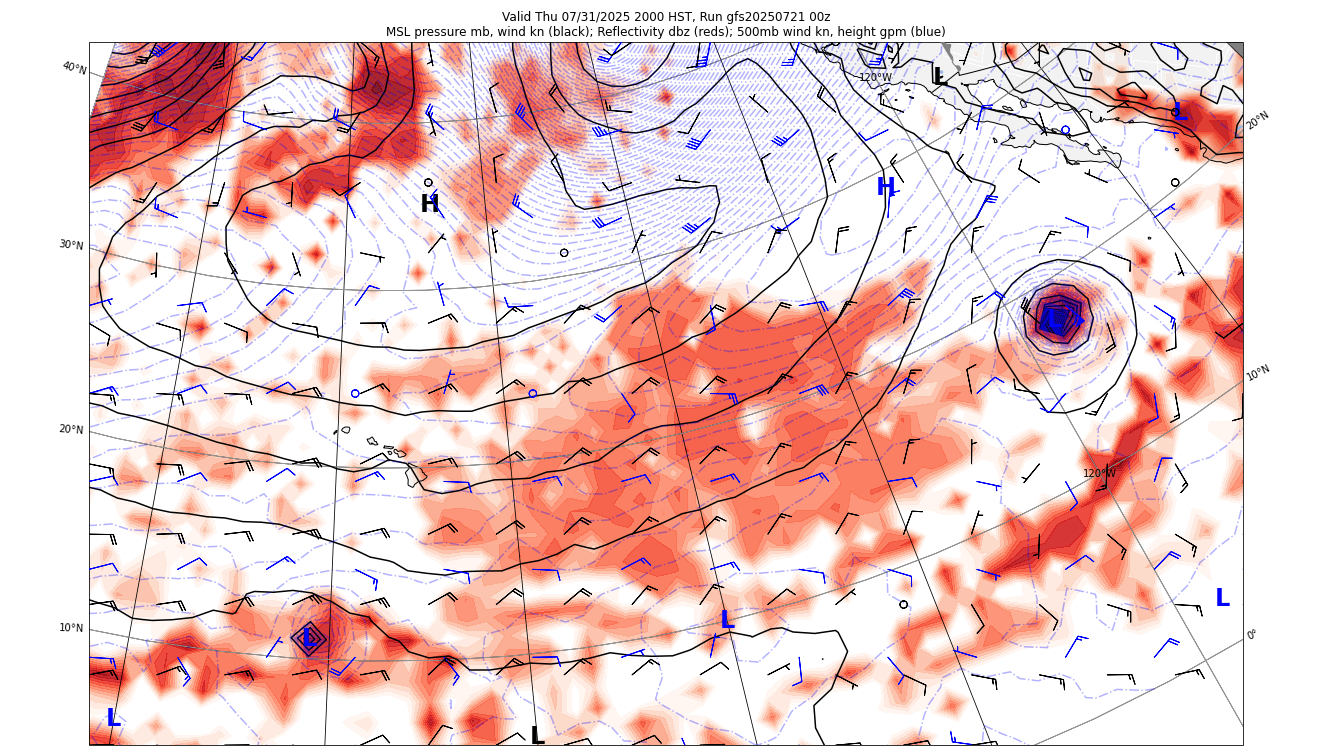 Valid Thu 07/31/2025 2000 HST, Run gfs20250721 00z
MSL pressure mb, wind kn (black); Reflectivity dbz (reds); 500mb wind kn, height gpm (blue)
40°N
120°W
L
L
20°N
H
H
30°N
L
10°N
20°N
120°W
10°N
L
L
L
0°
L
L